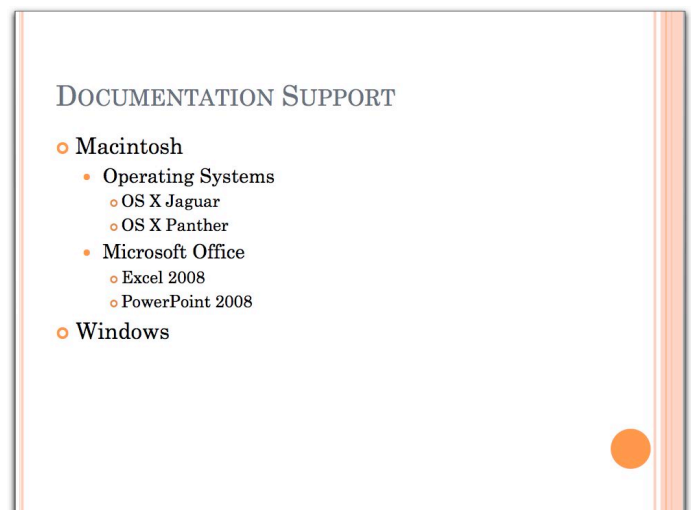 Documentation Support
Macintosh
Operating Systems
OS X Jaguar
OS X Panther
Microsoft Office
Excel 2008
PowerPoint 2008
Windows